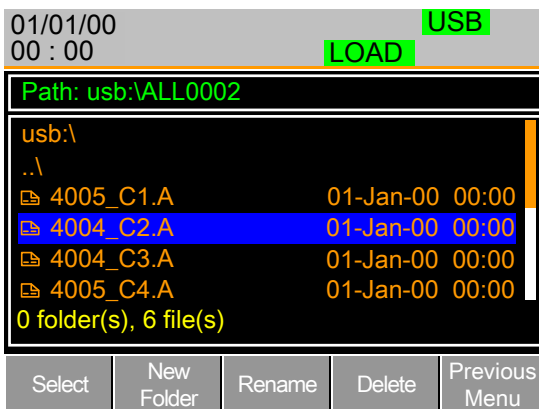 01/01/00 USB
00 : 00 LOAD
Path: usb:\ALL0002
usb:\
..\
4005_C1.A 01-Jan-00 00:00
4004_C2.A 01-Jan-00 00:00
4004_C3.A 01-Jan-00 00:00
4005_C4.A 01-Jan-00 00:00
0 folder(s), 6 file(s)
Select New Folder Rename Delete Previous Menu